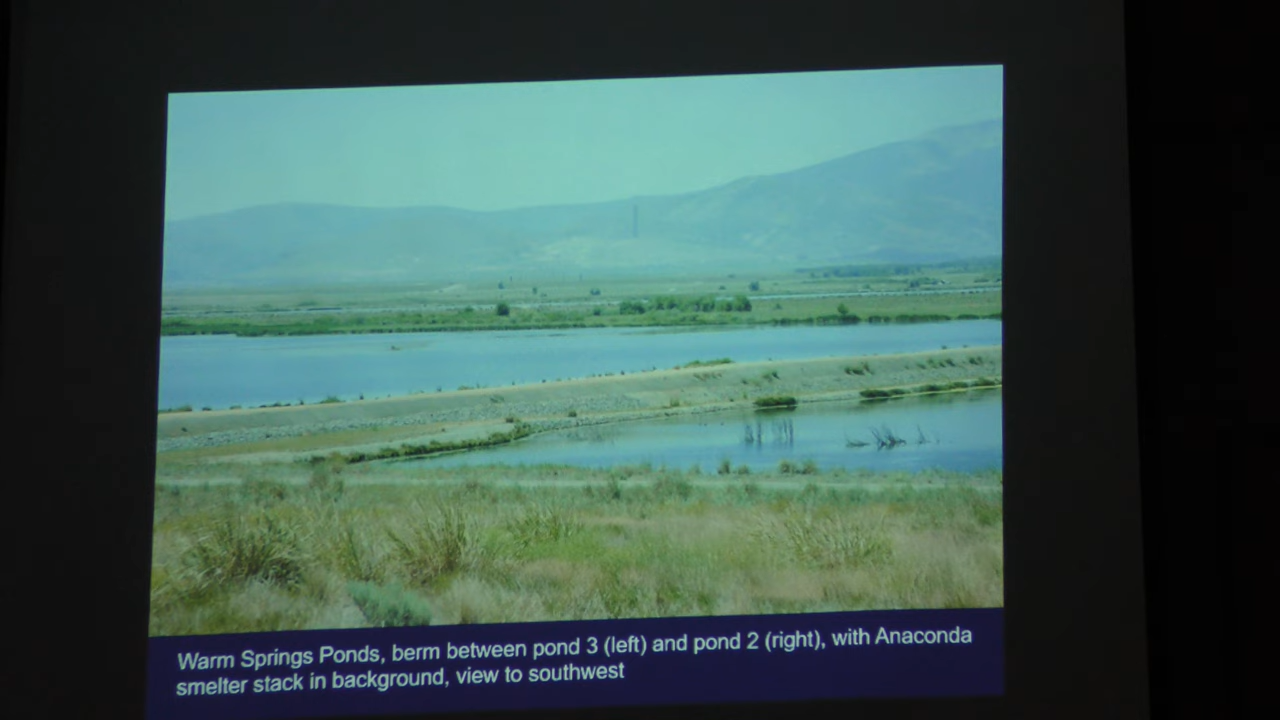 Warm Springs Ponds, berm between pond 3 (left) and pond 2 (right), with Anaconda
smelter stack in background, view to southwest